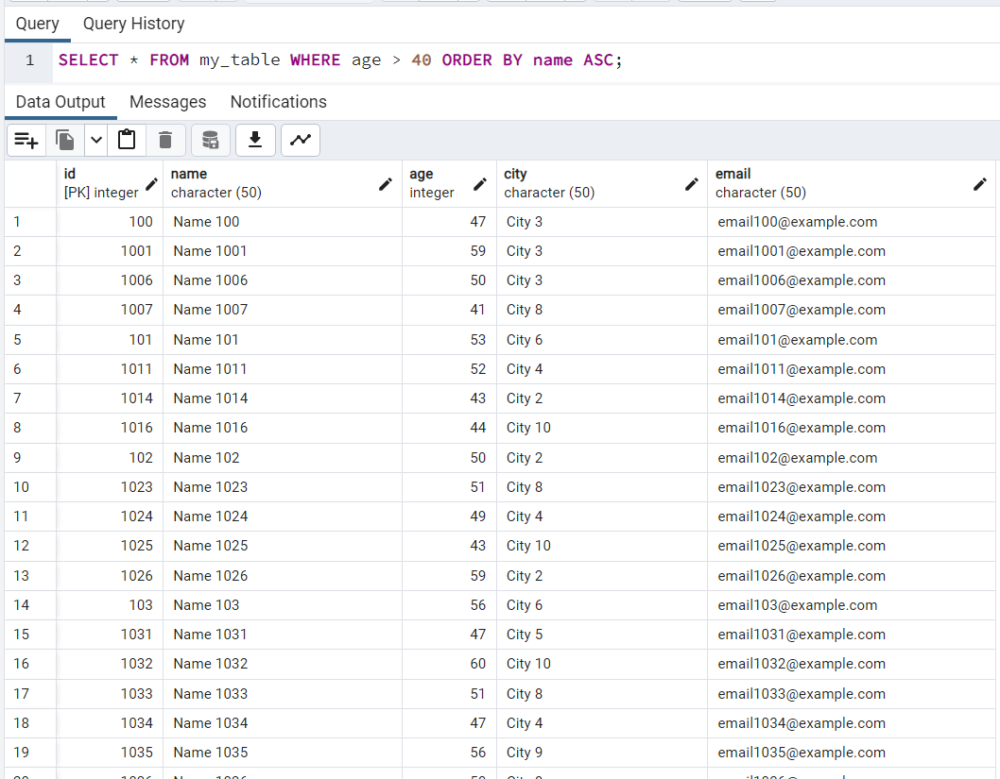 Query Query History
1 SELECT * FROM my_table WHERE age > 40 ORDER BY name ASC;
Data Output Messages Notifications
id name age city email
[PK] integer character (50) integer character (50) character (50)
1 100 Name 100 47 City 3 email100@example.com
2 1001 Name 1001 59 City 3 email1001@example.com
3 1006 Name 1006 50 City 3 email1006@example.com
4 1007 Name 1007 41 City 8 email1007@example.com
5 101 Name 101 53 City 6 email101@example.com
6 1011 Name 1011 52 City 4 email1011@example.com
7 1014 Name 1014 43 City 2 email1014@example.com
8 1016 Name 1016 44 City 10 email1016@example.com
9 102 Name 102 50 City 2 email102@example.com
10 1023 Name 1023 51 City 8 email1023@example.com
11 1024 Name 1024 49 City 4 email1024@example.com
12 1025 Name 1025 43 City 10 email1025@example.com
13 1026 Name 1026 59 City 2 email1026@example.com
14 103 Name 103 56 City 6 email103@example.com
15 1031 Name 1031 47 City 5 email1031@example.com
16 1032 Name 1032 60 City 10 email1032@example.com
17 1033 Name 1033 51 City 8 email1033@example.com
18 1034 Name 1034 47 City 4 email1034@example.com
19 1035 Name 1035 56 City 9 email1035@example.com